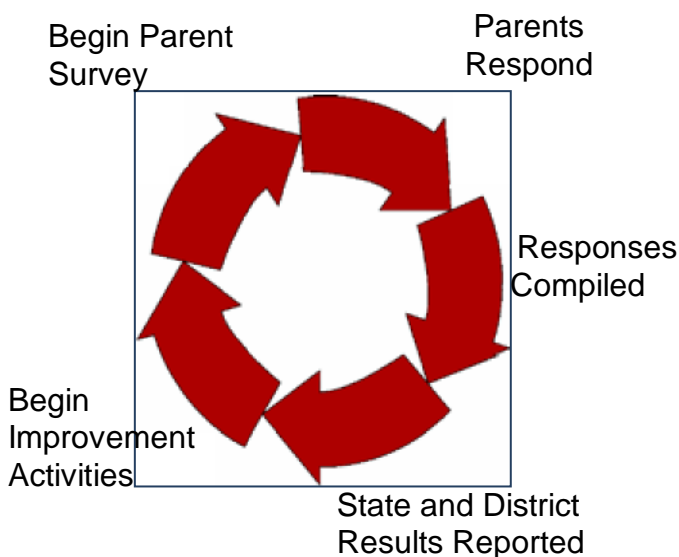 Begin Parent
Survey
Parents
Respond
Responses
Compiled
State and District
Results Reported
Begin
Improvement
Activities